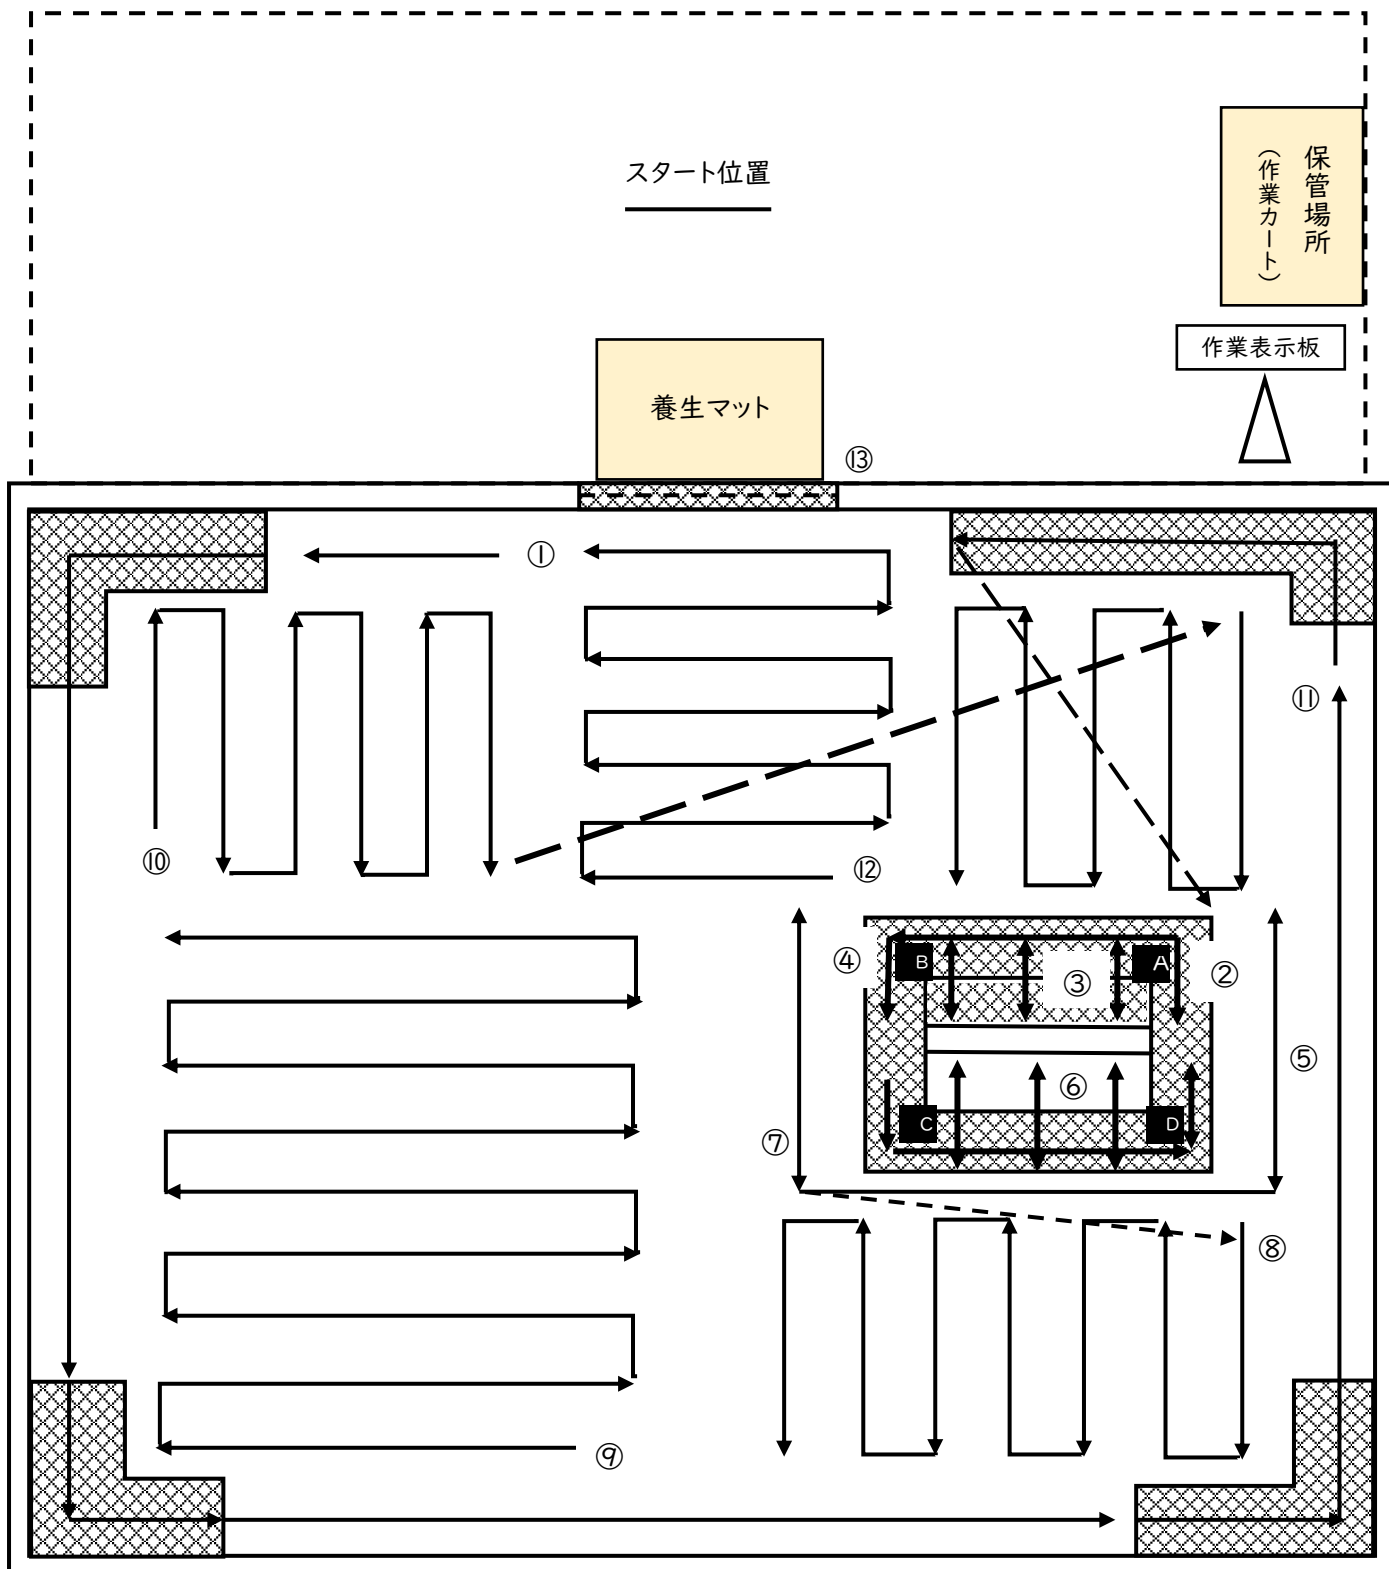 スタート位置
保管場所
（作業カート）
作業表示板
養生マット
⑬
①
⑪
⑩
⑫
④
B
③
A
②
⑤
⑥
C
D
⑦
⑧
⑨